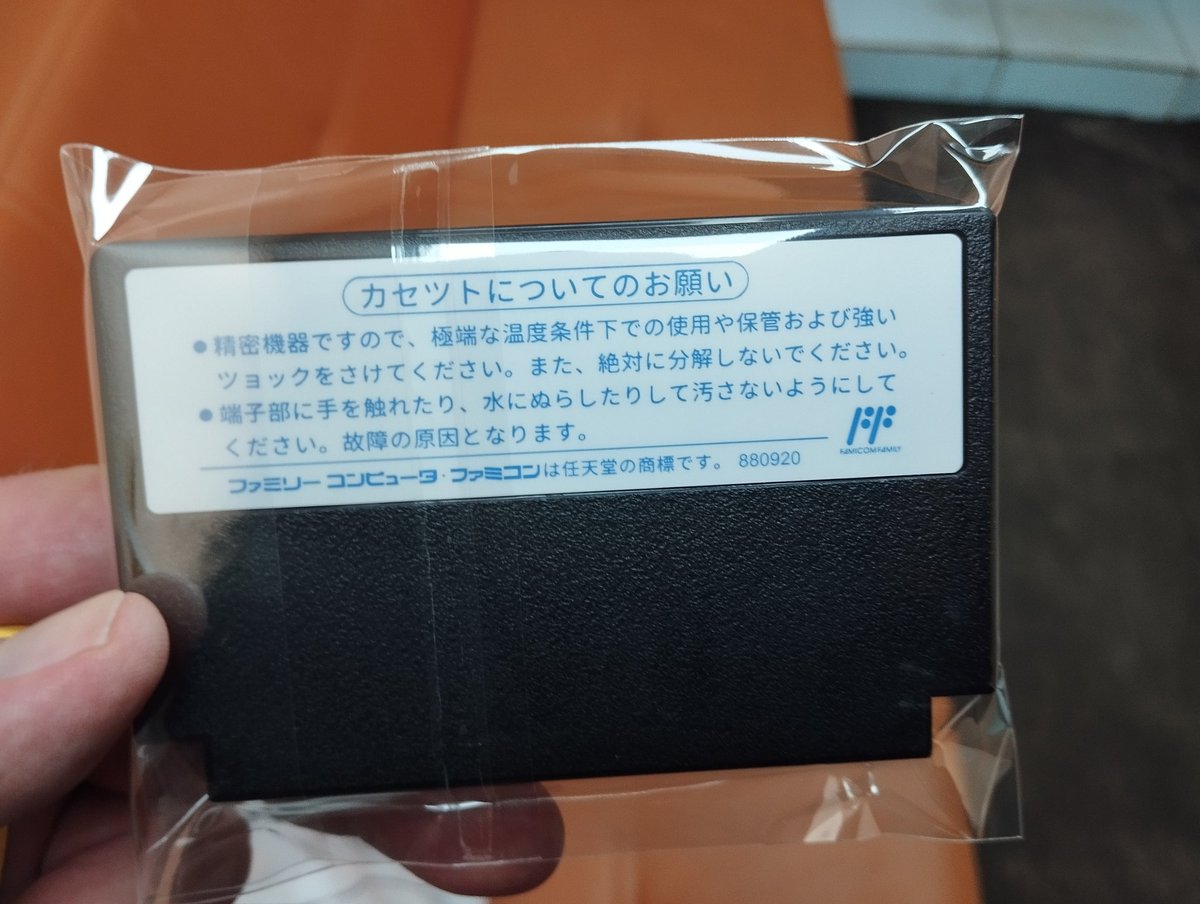 カセツトについてのお願い
●精密機器ですので、極端な温度条件下での使用や保管および強い
ツョックをさけてください。また、絶対に分解しないでください。
●端子部に手を触れたり、水にぬらしたりして汚さないようにして
ください。故障の原因となります。
FAMICOM FAMILY
ファミリー コンピュータ・ファミコンは任天堂の商標です。 880920